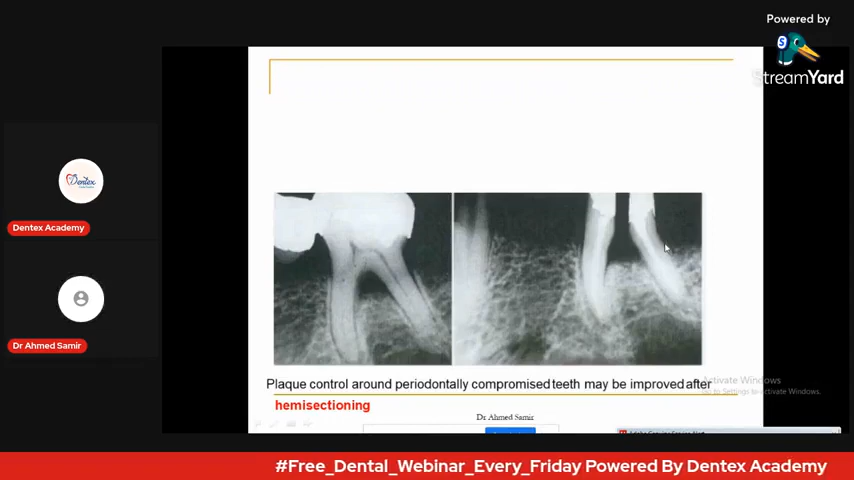 Powered by
StreamYard
Dentex
Dentex Academy
Dr Ahmed Samir
Plaque control around periodontally compromised teeth may be improved after
hemisectioning
Activate Windows
Go to Settings to activate Windows.
Dr Ahmed Samir
#Free_Dental_Webinar_Every_Friday Powered By Dentex Academy